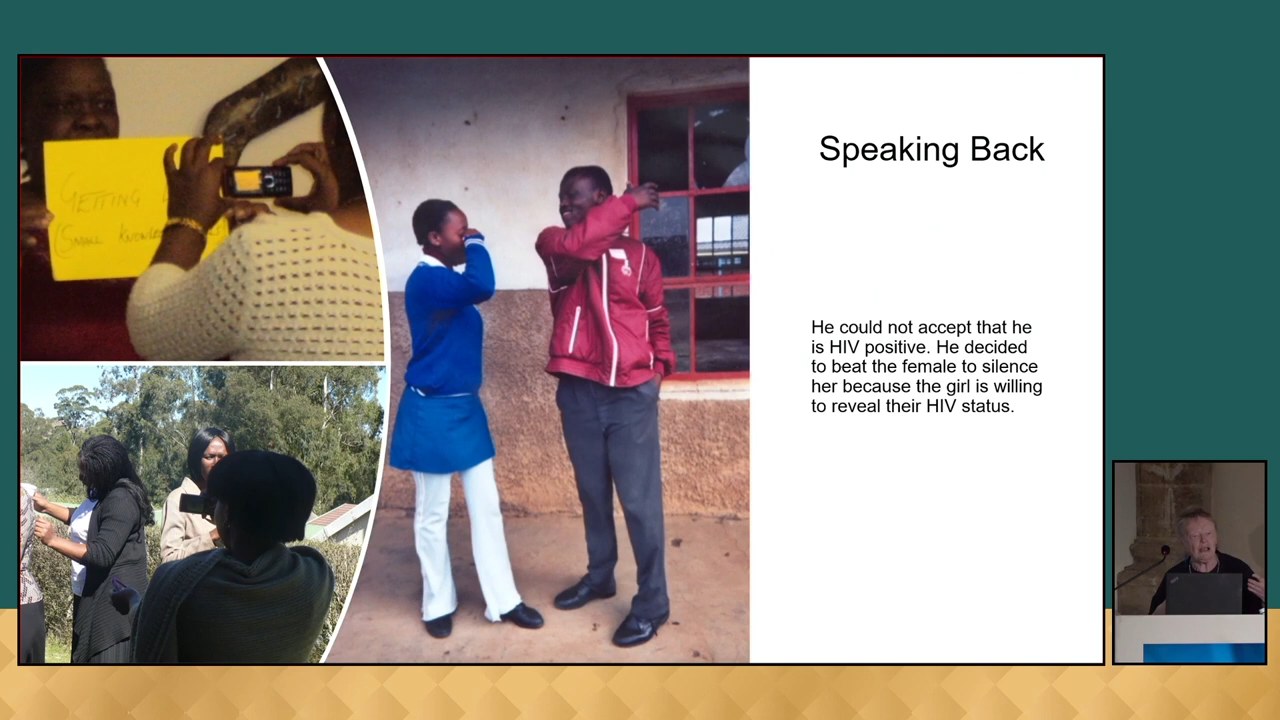 GETTING
(SMALL
Speaking Back
He could not accept that he
is HIV positive. He decided
to beat the female to silence
her because the girl is willing
to reveal their HIV status.